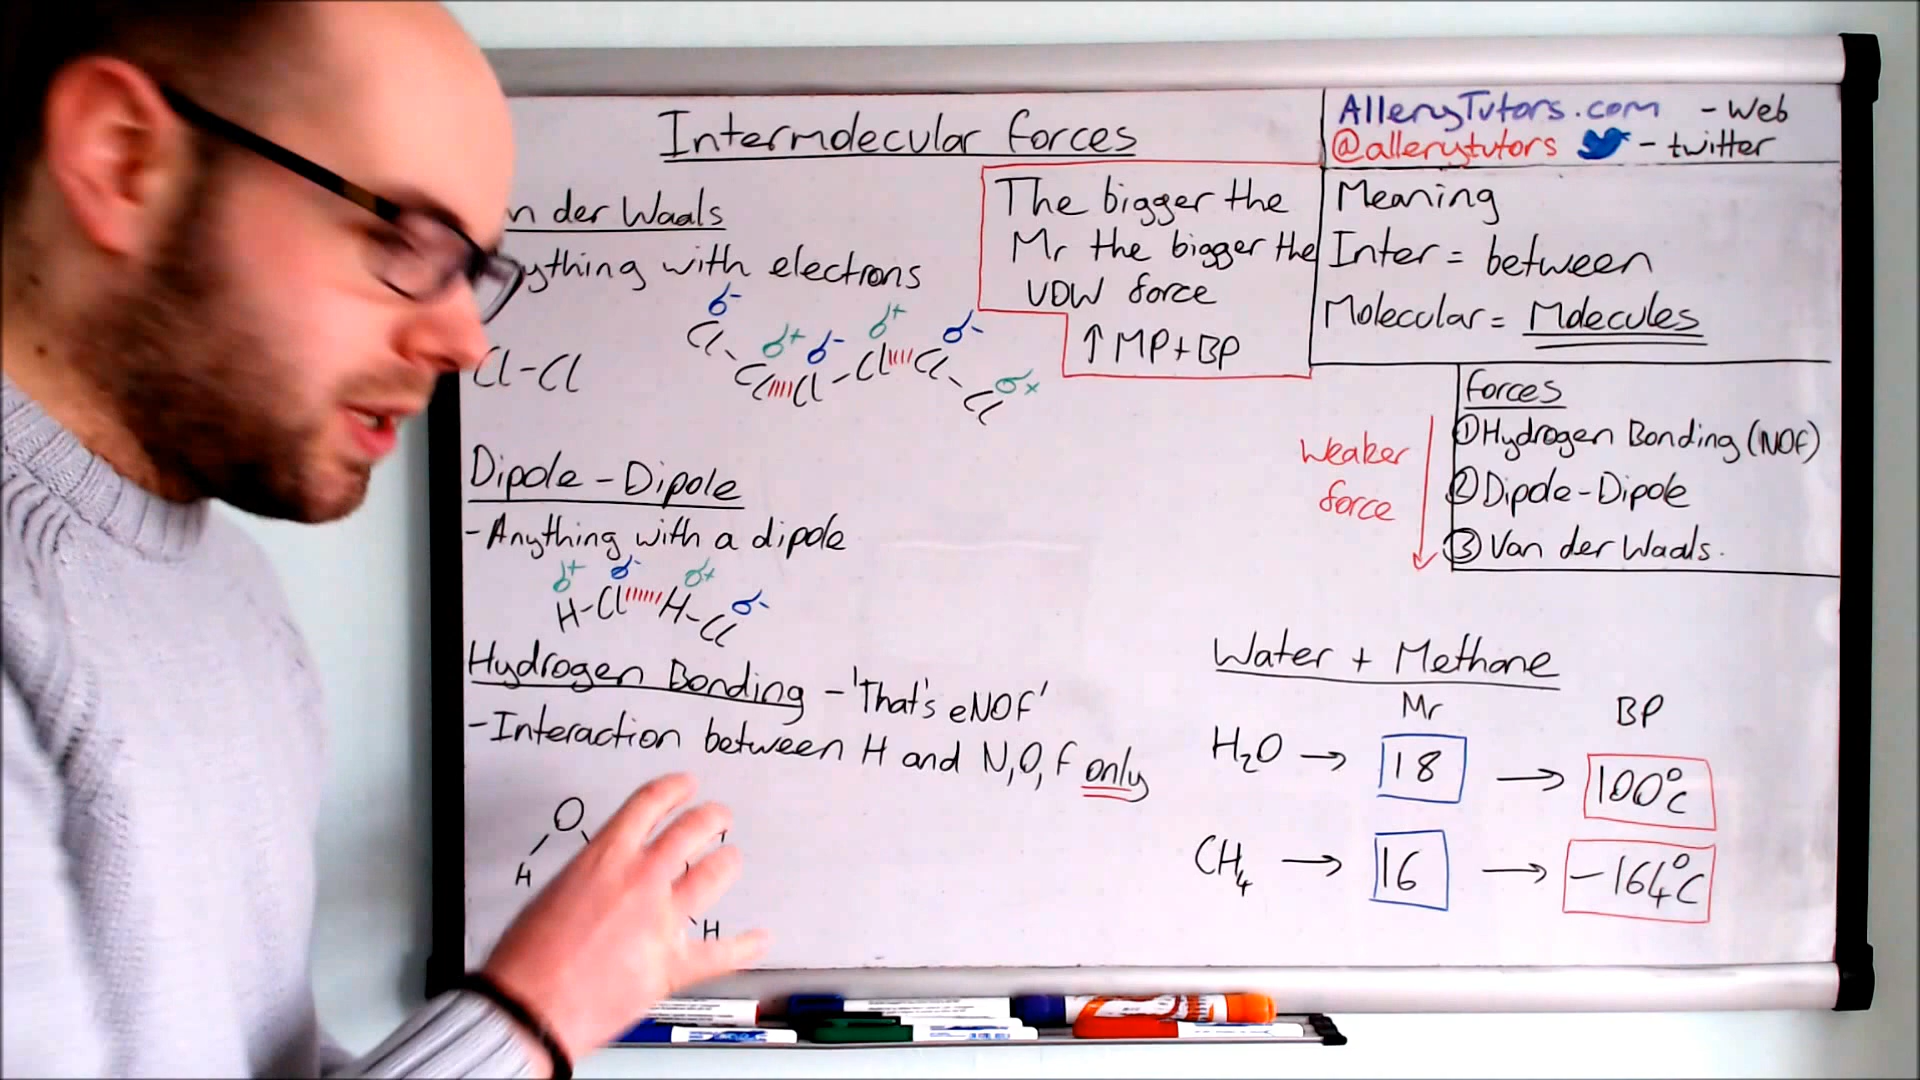 Intermolecular forces
AlleryTutors.com - Web
@allerytutors - twitter
n der Waals
ything with electrons
Cl-Cl
δ- δ+ δ- δ+ δ- δ+
Cl-Cl Cl-Cl Cl-Cl
The bigger the
Mr the bigger the
VDW force
↑ MP + BP
Meaning
Inter = between
Molecular = Molecules
Forces
① Hydrogen Bonding (NOF)
② Dipole-Dipole
③ Van der Waals.
Weaker
force
Dipole - Dipole
- Anything with a dipole
δ+ δ- δ+ δ-
H-Cl H-Cl
Hydrogen Bonding - 'That's eNOF'
- Interaction between H and N,O,F only
O
H
H
Water + Methane
Mr BP
H₂O → 18 → 100°C
CH₄ → 16 → -164°C